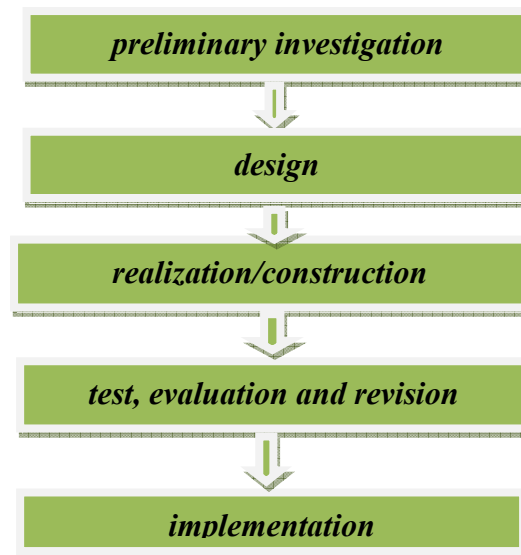 preliminary investigation
design
realization/construction
test, evaluation and revision
implementation